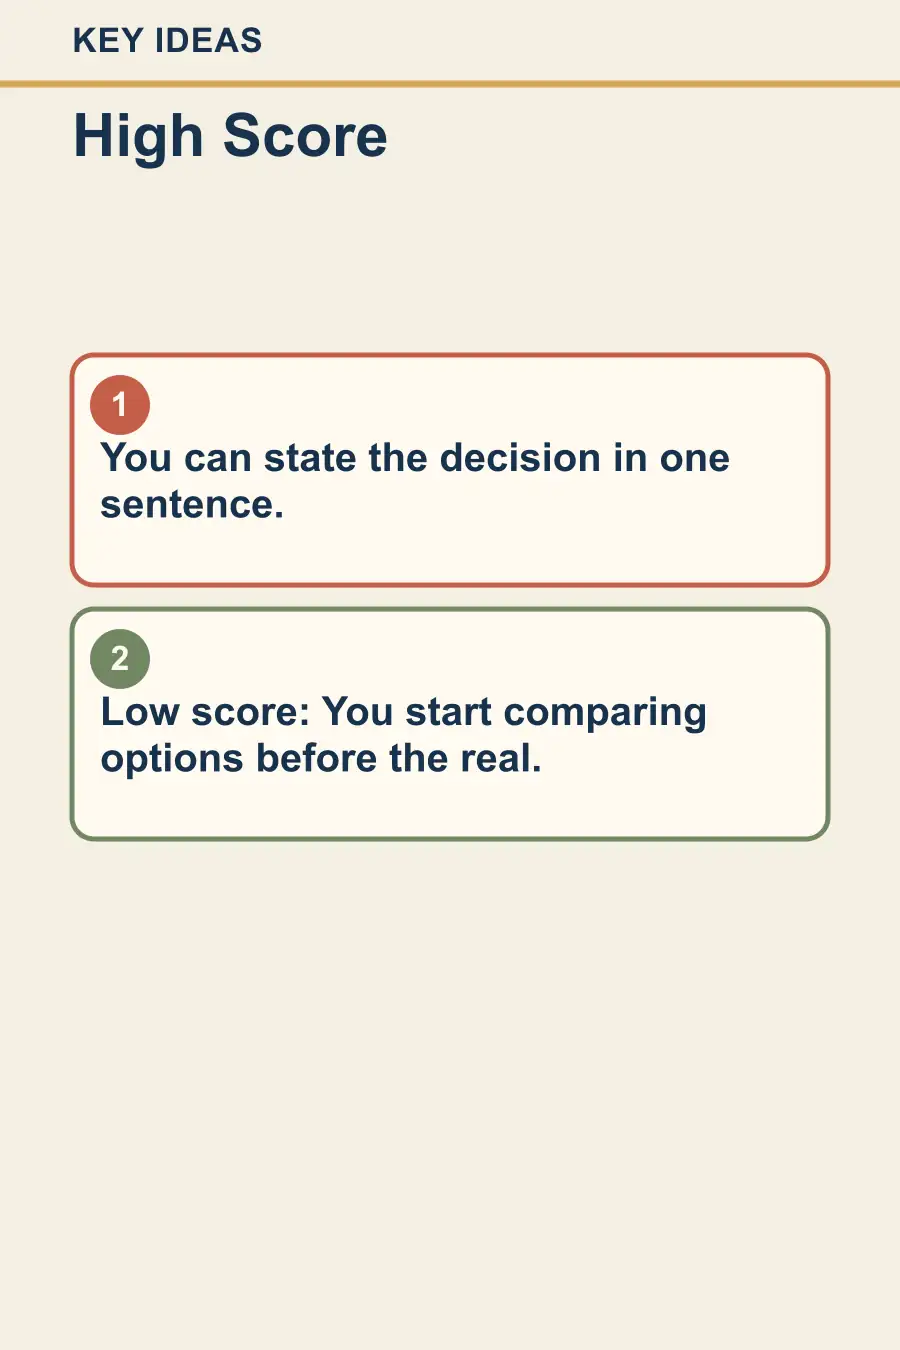 KEY IDEAS
High Score
1
You can state the decision in one
sentence.
2
Low score: You start comparing
options before the real.